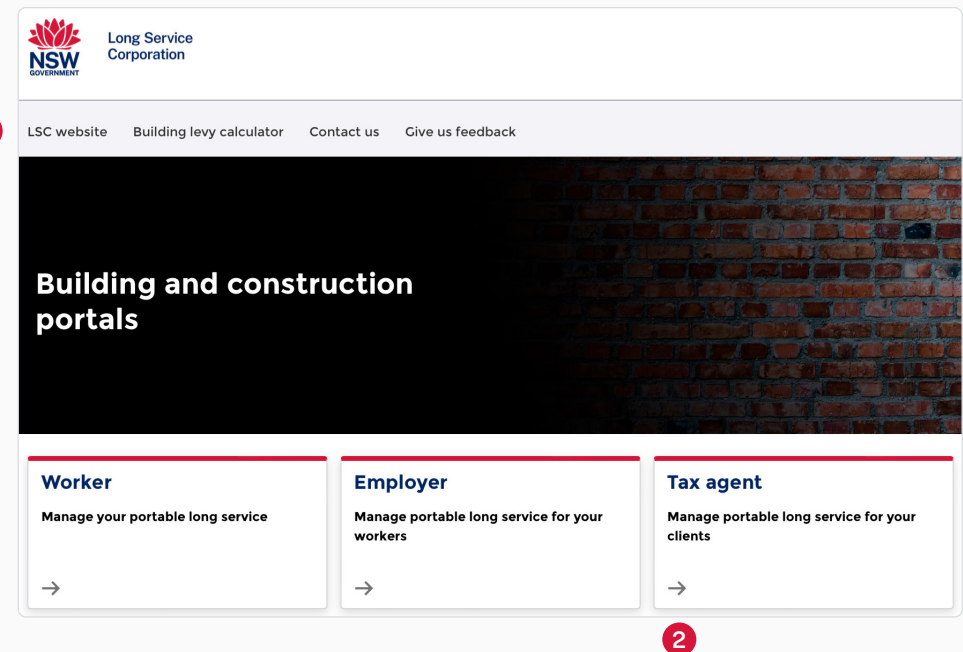 NSW
GOVERNMENT
Long Service
Corporation
LSC website Building levy calculator Contact us Give us feedback
Building and construction
portals
Worker
Manage your portable long service
Employer
Manage portable long service for your
workers
Tax agent
Manage portable long service for your
clients
2